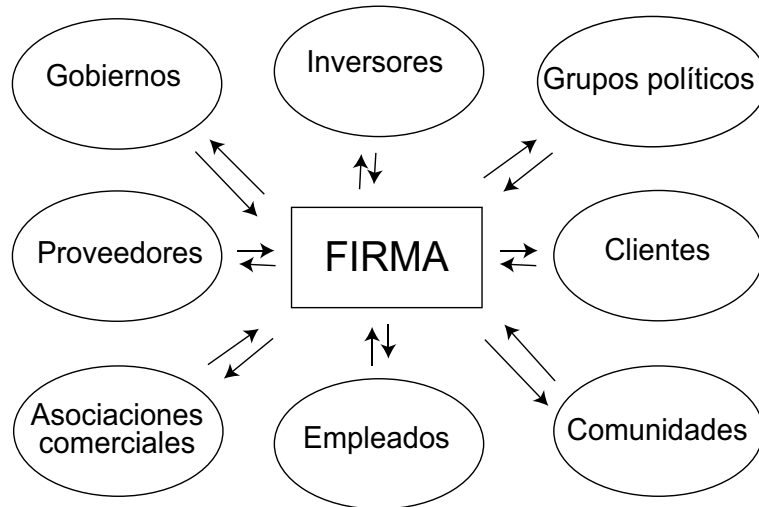 Gobiernos
Inversores
Grupos políticos
Proveedores
FIRMA
Clientes
Asociaciones
comerciales
Empleados
Comunidades